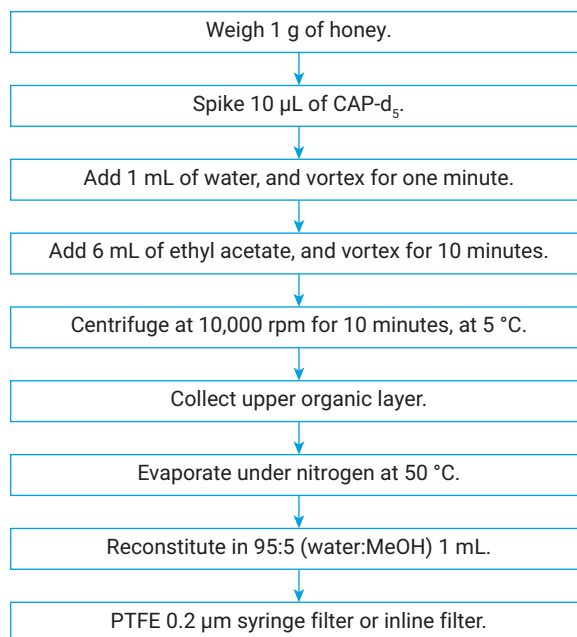 Weigh 1 g of honey.
Spike 10 µL of CAP-d₅.
Add 1 mL of water, and vortex for one minute.
Add 6 mL of ethyl acetate, and vortex for 10 minutes.
Centrifuge at 10,000 rpm for 10 minutes, at 5 °C.
Collect upper organic layer.
Evaporate under nitrogen at 50 °C.
Reconstitute in 95:5 (water:MeOH) 1 mL.
PTFE 0.2 µm syringe filter or inline filter.